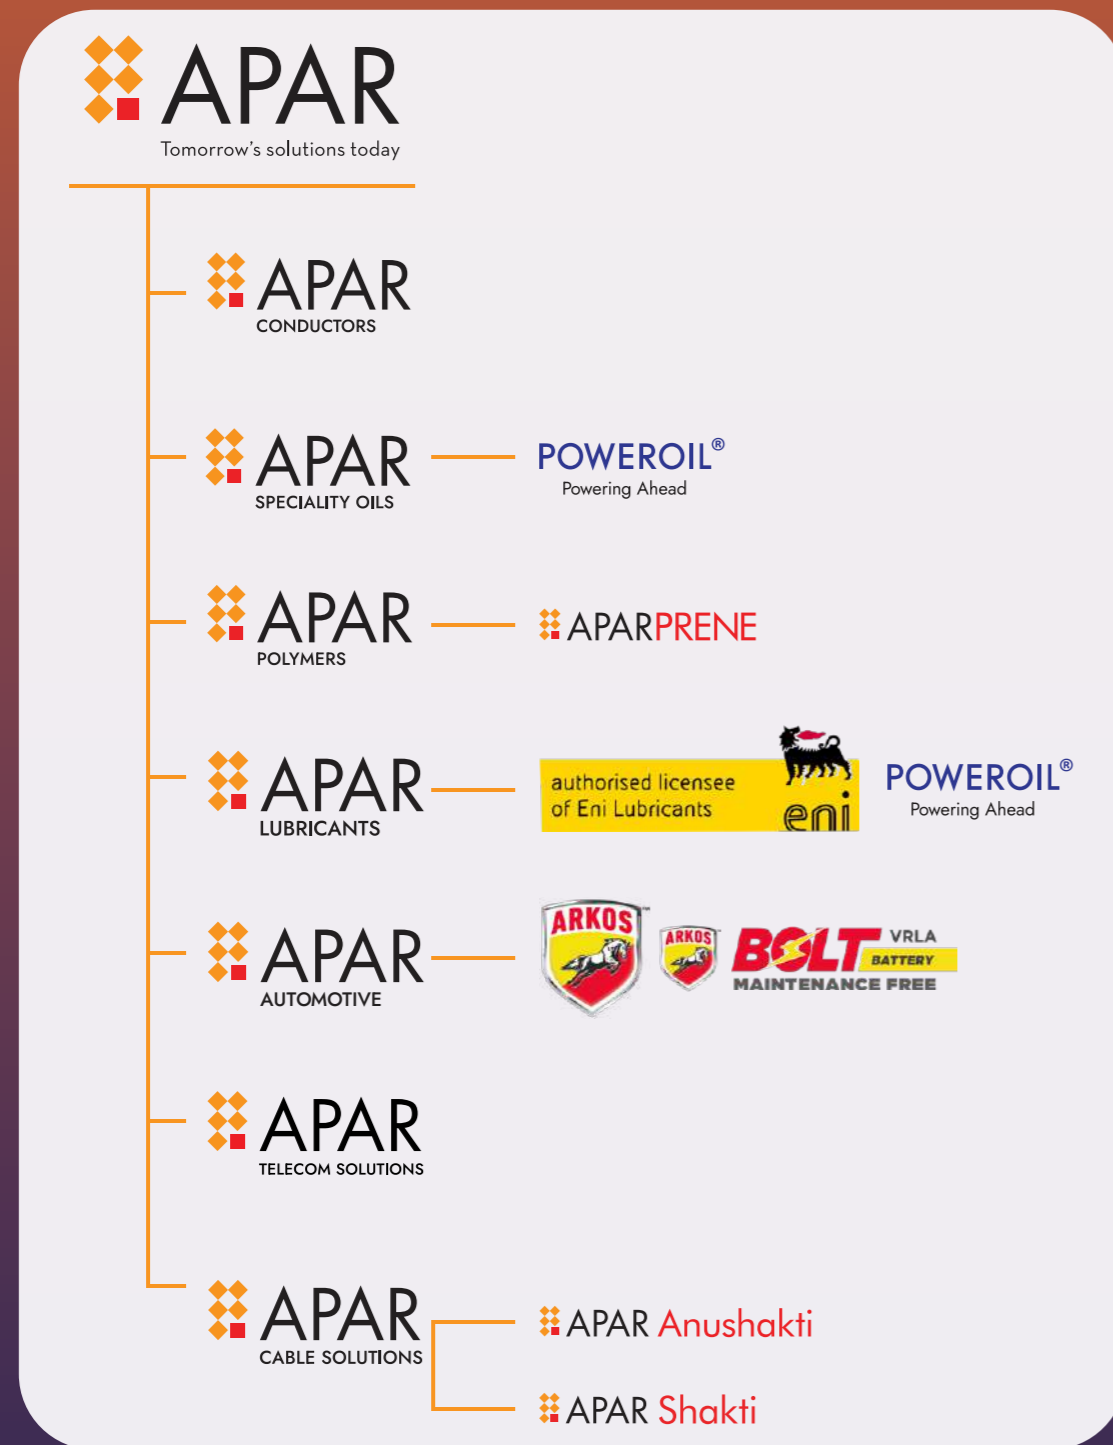 APAR
Tomorrow's solutions today
APAR
CONDUCTORS
APAR
SPECIALITY OILS
POWEROIL®
Powering Ahead
APAR
POLYMERS
APARPRENE
APAR
LUBRICANTS
authorised licensee
of Eni Lubricants
eni
POWEROIL®
Powering Ahead
APAR
AUTOMOTIVE
ARKOS™
ARKOS
BOLT VRLA
BATTERY
MAINTENANCE FREE
APAR
TELECOM SOLUTIONS
APAR
CABLE SOLUTIONS
APAR Anushakti
APAR Shakti